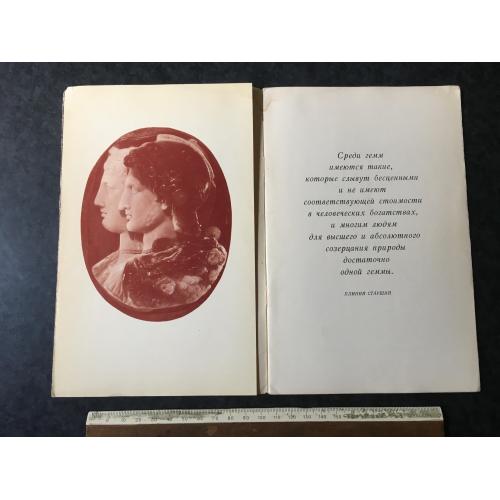 Среди гемм
имеются такие,
которые слывут бесценными
и не имеют
соответствующей стоимости
в человеческих богатствах,
и многим людям
для высшего и абсолютного
созерцания природы
достаточно
одной геммы.
ПЛИНИЙ СТАРШИЙ